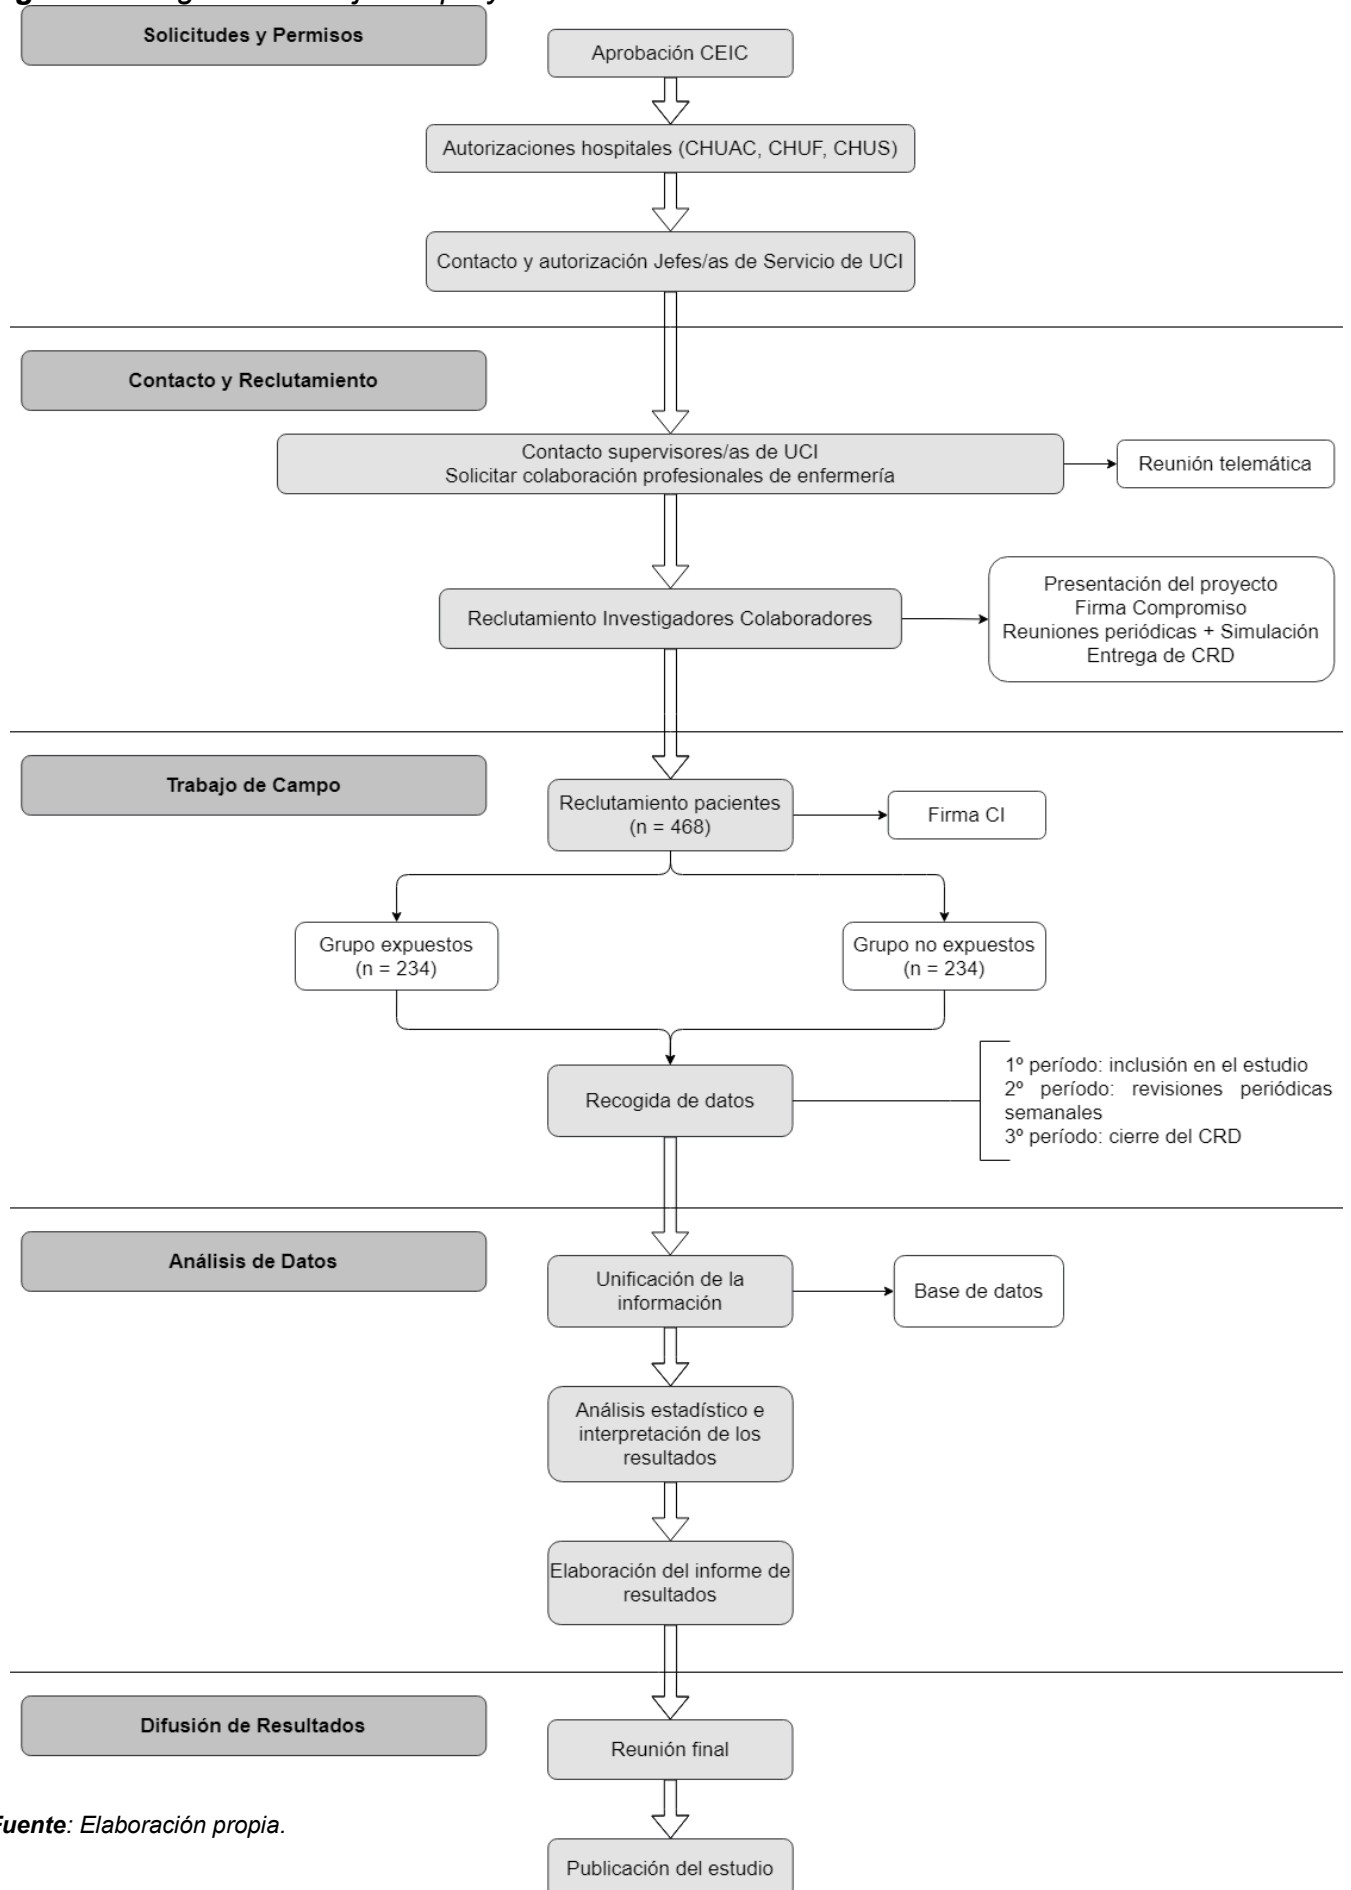 Solicitudes y Permisos
Aprobación CEIC
Autorizaciones hospitales (CHUAC, CHUF, CHUS)
Contacto y autorización Jefes/as de Servicio de UCI
Contacto y Reclutamiento
Contacto supervisores/as de UCI
Solicitar colaboración profesionales de enfermería
Reunión telemática
Reclutamiento Investigadores Colaboradores
Presentación del proyecto
Firma Compromiso
Reuniones periódicas + Simulación
Entrega de CRD
Trabajo de Campo
Reclutamiento pacientes
(n = 468)
Firma CI
Grupo expuestos
(n = 234)
Grupo no expuestos
(n = 234)
Recogida de datos
1º período: inclusión en el estudio
2º período: revisiones periódicas
semanales
3º período: cierre del CRD
Análisis de Datos
Unificación de la
información
Base de datos
Análisis estadístico e
interpretación de los
resultados
Elaboración del informe de
resultados
Difusión de Resultados
Reunión final
Fuente: Elaboración propia.
Publicación del estudio